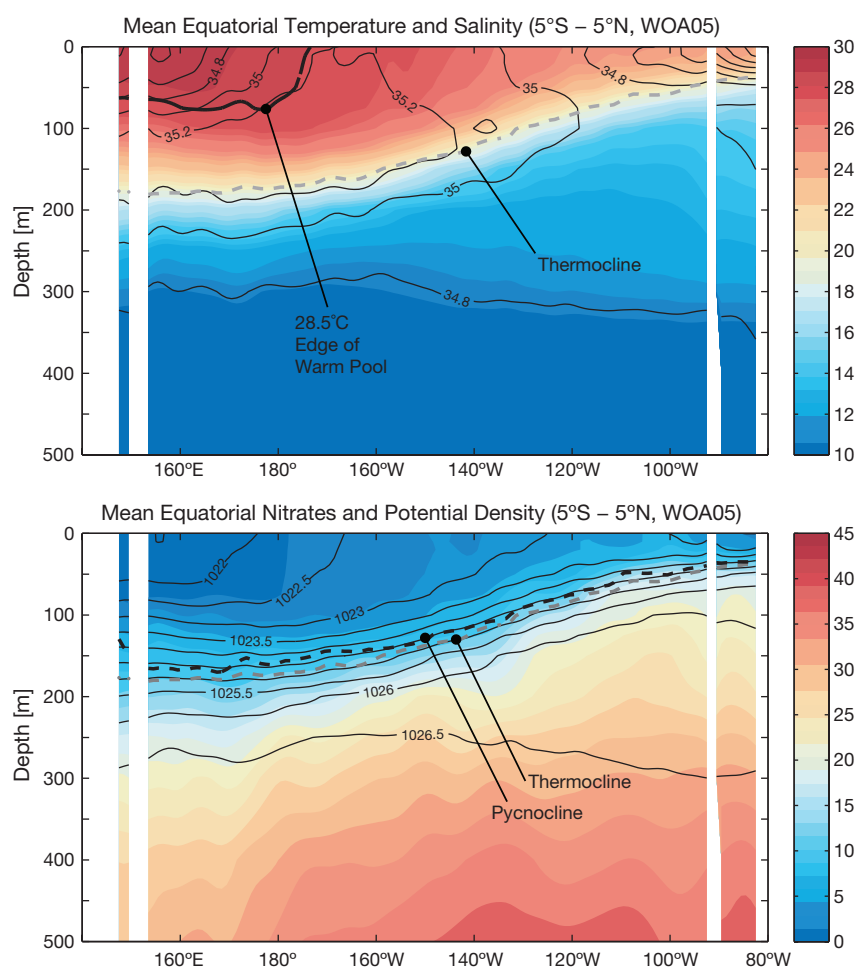 Mean Equatorial Temperature and Salinity (5°S – 5°N, WOA05)
0
100
200
300
400
500
Depth [m]
34.8
35
35.2
35.2
35
34.8
35
34.8
Thermocline
28.5°C
Edge of
Warm Pool
160°E
180°
160°W
140°W
120°W
100°W
30
28
26
24
22
20
18
16
14
12
10
Mean Equatorial Nitrates and Potential Density (5°S – 5°N, WOA05)
0
100
200
300
400
500
Depth [m]
1022
1022.5
1023
1023.5
1025.5
1026
1026.5
Thermocline
Pycnocline
160°E
180°
160°W
140°W
120°W
100°W
80°W
45
40
35
30
25
20
15
10
5
0